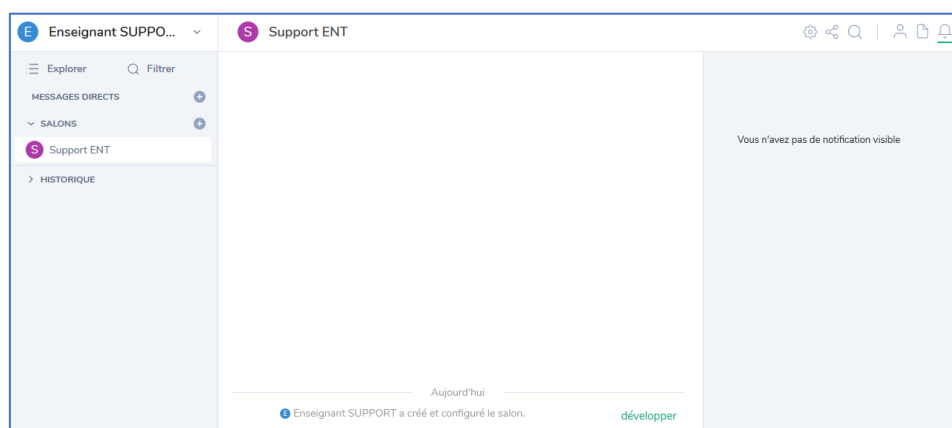 E Enseignant SUPPO...
S Support ENT
Explorer Filtrer
MESSAGES DIRECTS
SALONS
S Support ENT
HISTORIQUE
Vous n'avez pas de notification visible
Aujourd'hui
E Enseignant SUPPORT a créé et configuré le salon.
développer